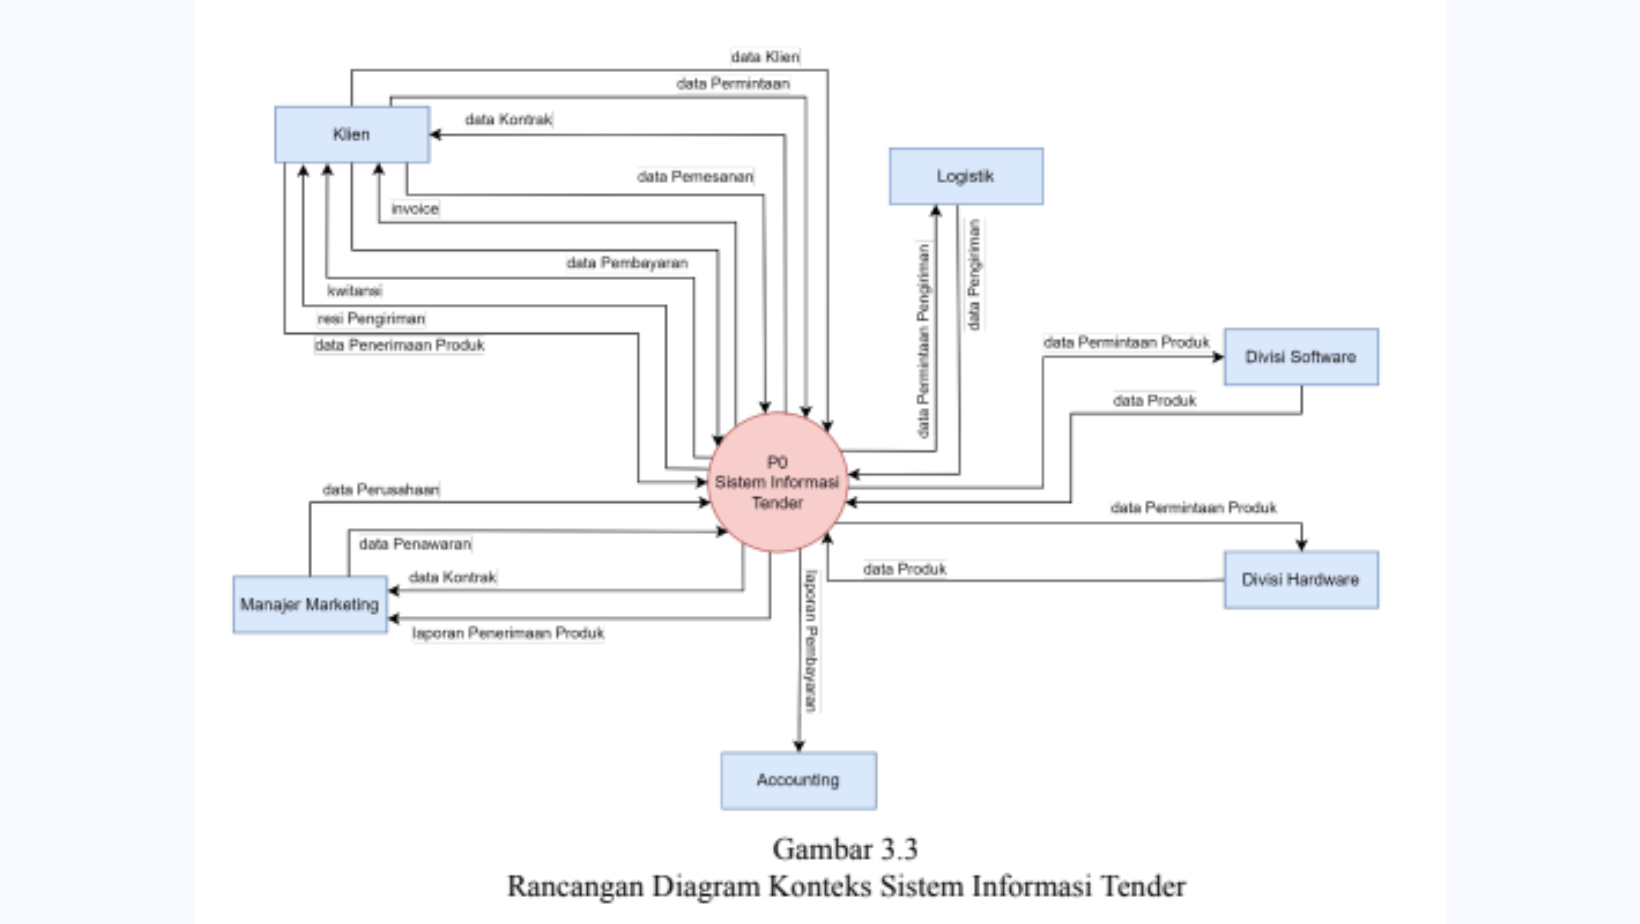 data Klien
data Permintaan
Klien
data Kontrak
data Pemesanan
Logistik
invoice
data Pembayaran
kwitansi
resi Pengiriman
data Penerimaan Produk
data Permintaan Pengiriman
data Pengiriman
data Permintaan Produk
Divisi Software
data Produk
P0
Sistem Informasi
Tender
data Perusahaan
data Penawaran
data Kontrak
Manajer Marketing
laporan Penerimaan Produk
data Permintaan Produk
data Produk
Divisi Hardware
laporan Pembayaran
Accounting
Gambar 3.3
Rancangan Diagram Konteks Sistem Informasi Tender